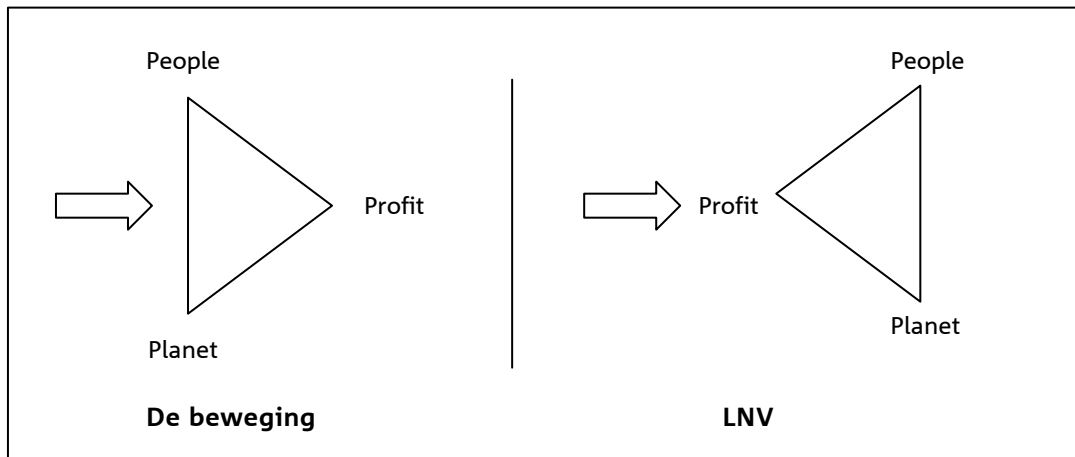 People
Profit
Planet
De beweging
People
Profit
Planet
LNV